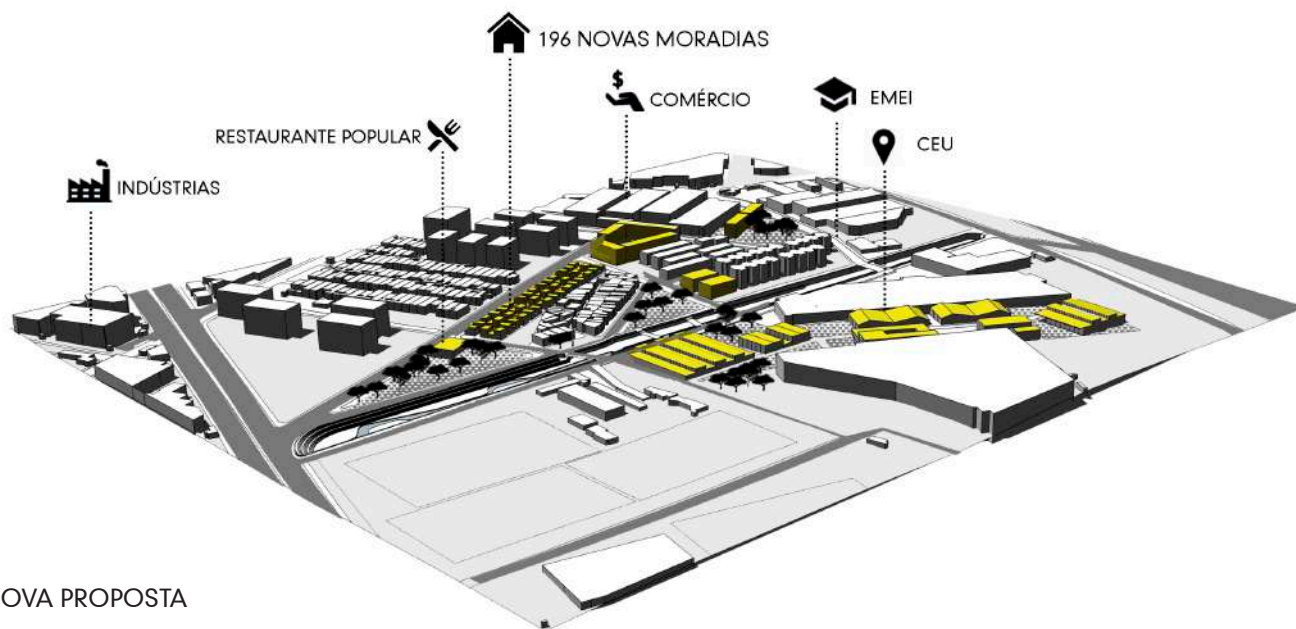 196 NOVAS MORADIAS
$
COMÉRCIO
EMEI
RESTAURANTE POPULAR
CEU
INDÚSTRIAS
OVA PROPOSTA